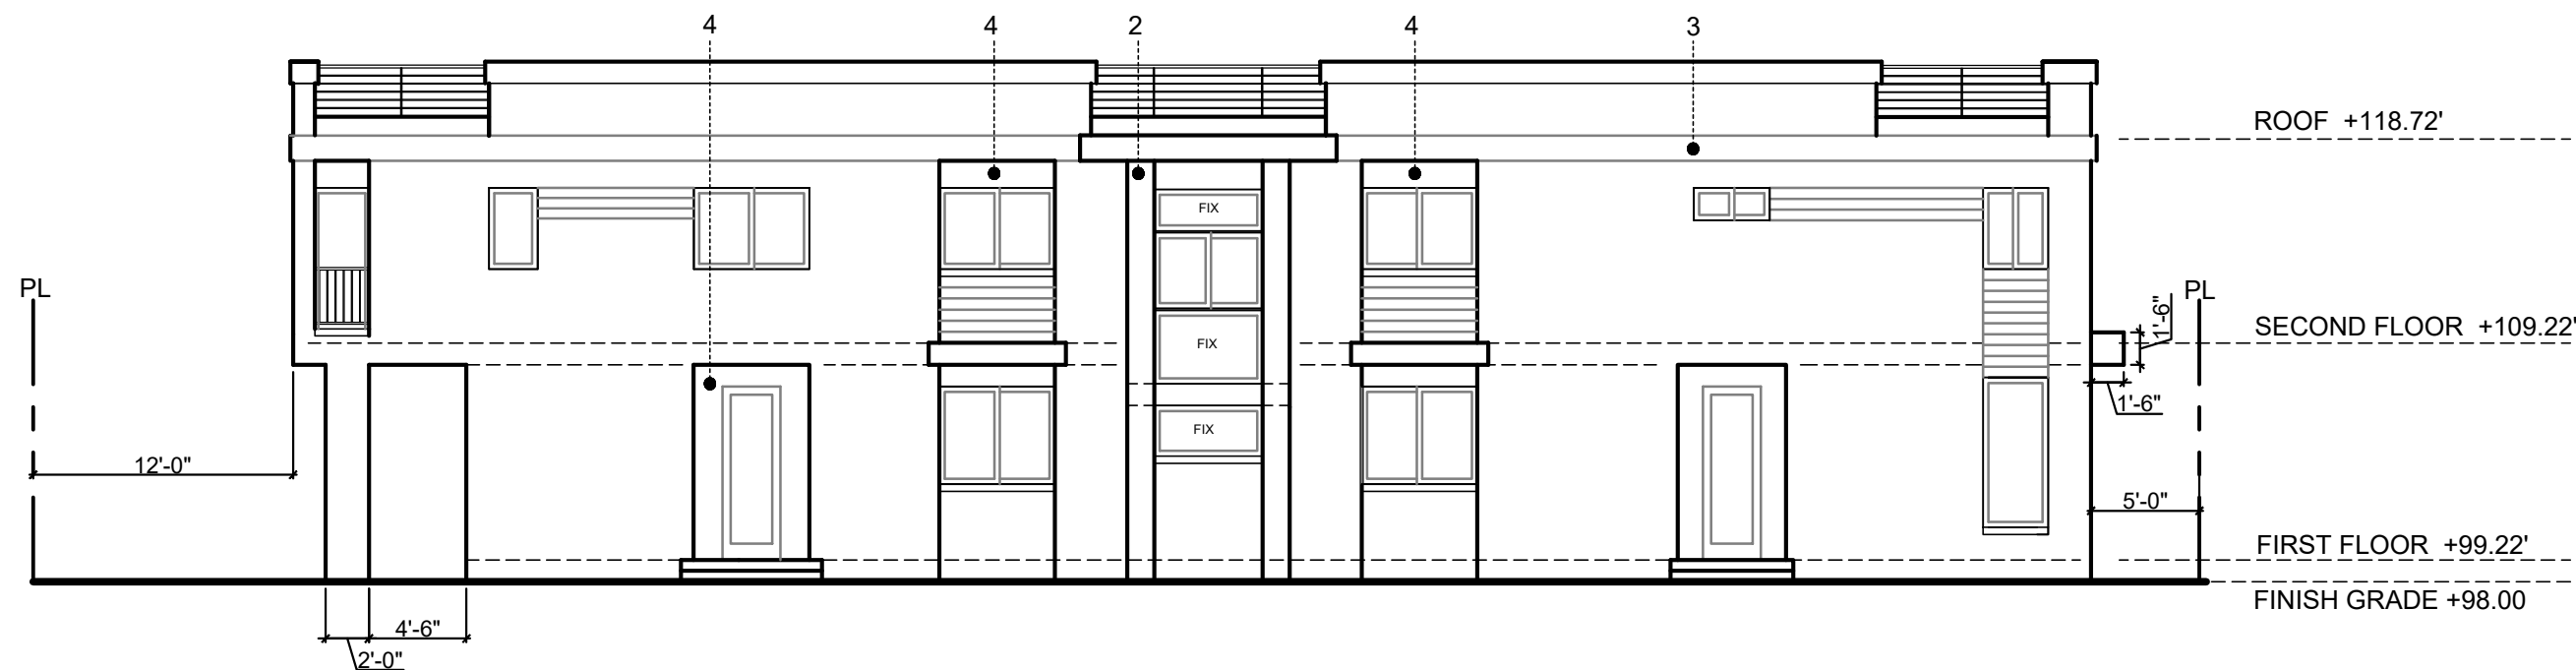 4
4
2
4
3
ROOF +118.72'
FIX
PL
PL
1'-6"
SECOND FLOOR +109.22'
FIX
1'-6"
FIX
12'-0"
5'-0"
FIRST FLOOR +99.22'
FINISH GRADE +98.00
4'-6"
2'-0"